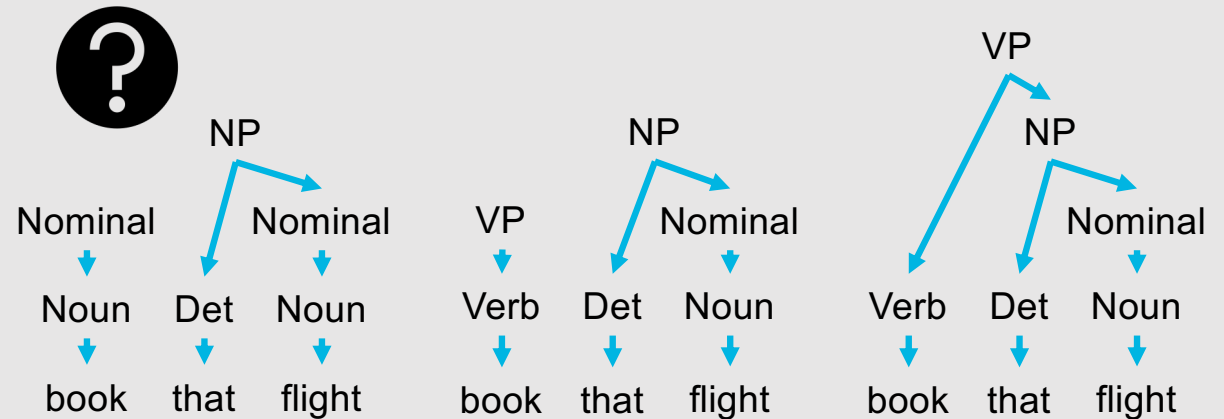 ?
VP
NP NP NP
Nominal Nominal VP Nominal Nominal
Noun Det Noun Verb Det Noun Verb Det Noun
book that flight book that flight book that flight